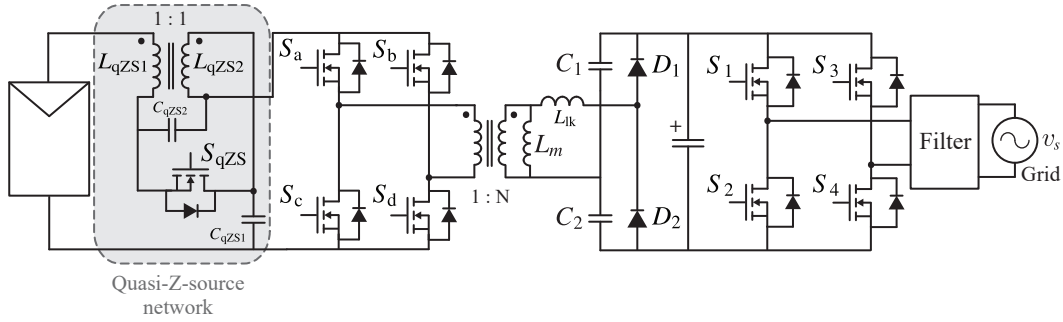 1 : 1
L_qZS1
L_qZS2
C_qZS2
S_qZS
C_qZS1
Quasi-Z-source
network
S_a
S_b
S_c
S_d
1 : N
L_lk
L_m
C_1
D_1
C_2
D_2
+
S_1
S_3
S_2
S_4
Filter
v_s
Grid